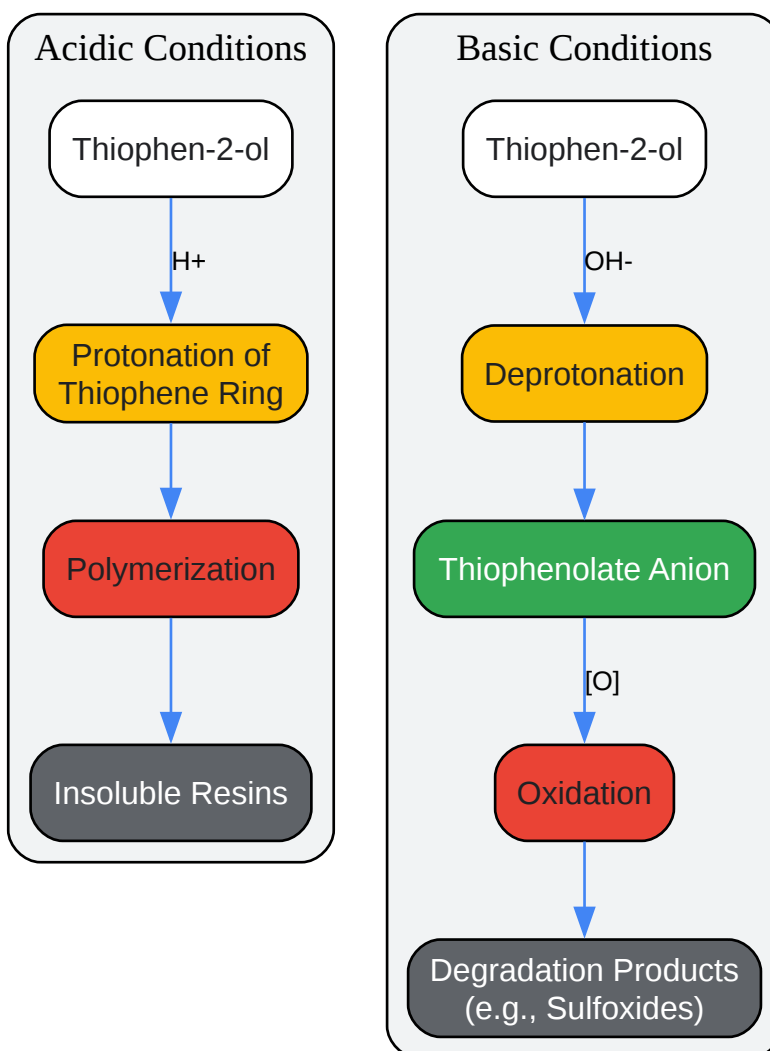 Acidic Conditions
Thiophen-2-ol
H+
Protonation of
Thiophene Ring
Polymerization
Insoluble Resins
Basic Conditions
Thiophen-2-ol
OH-
Deprotonation
Thiophenolate Anion
[O]
Oxidation
Degradation Products
(e.g., Sulfoxides)